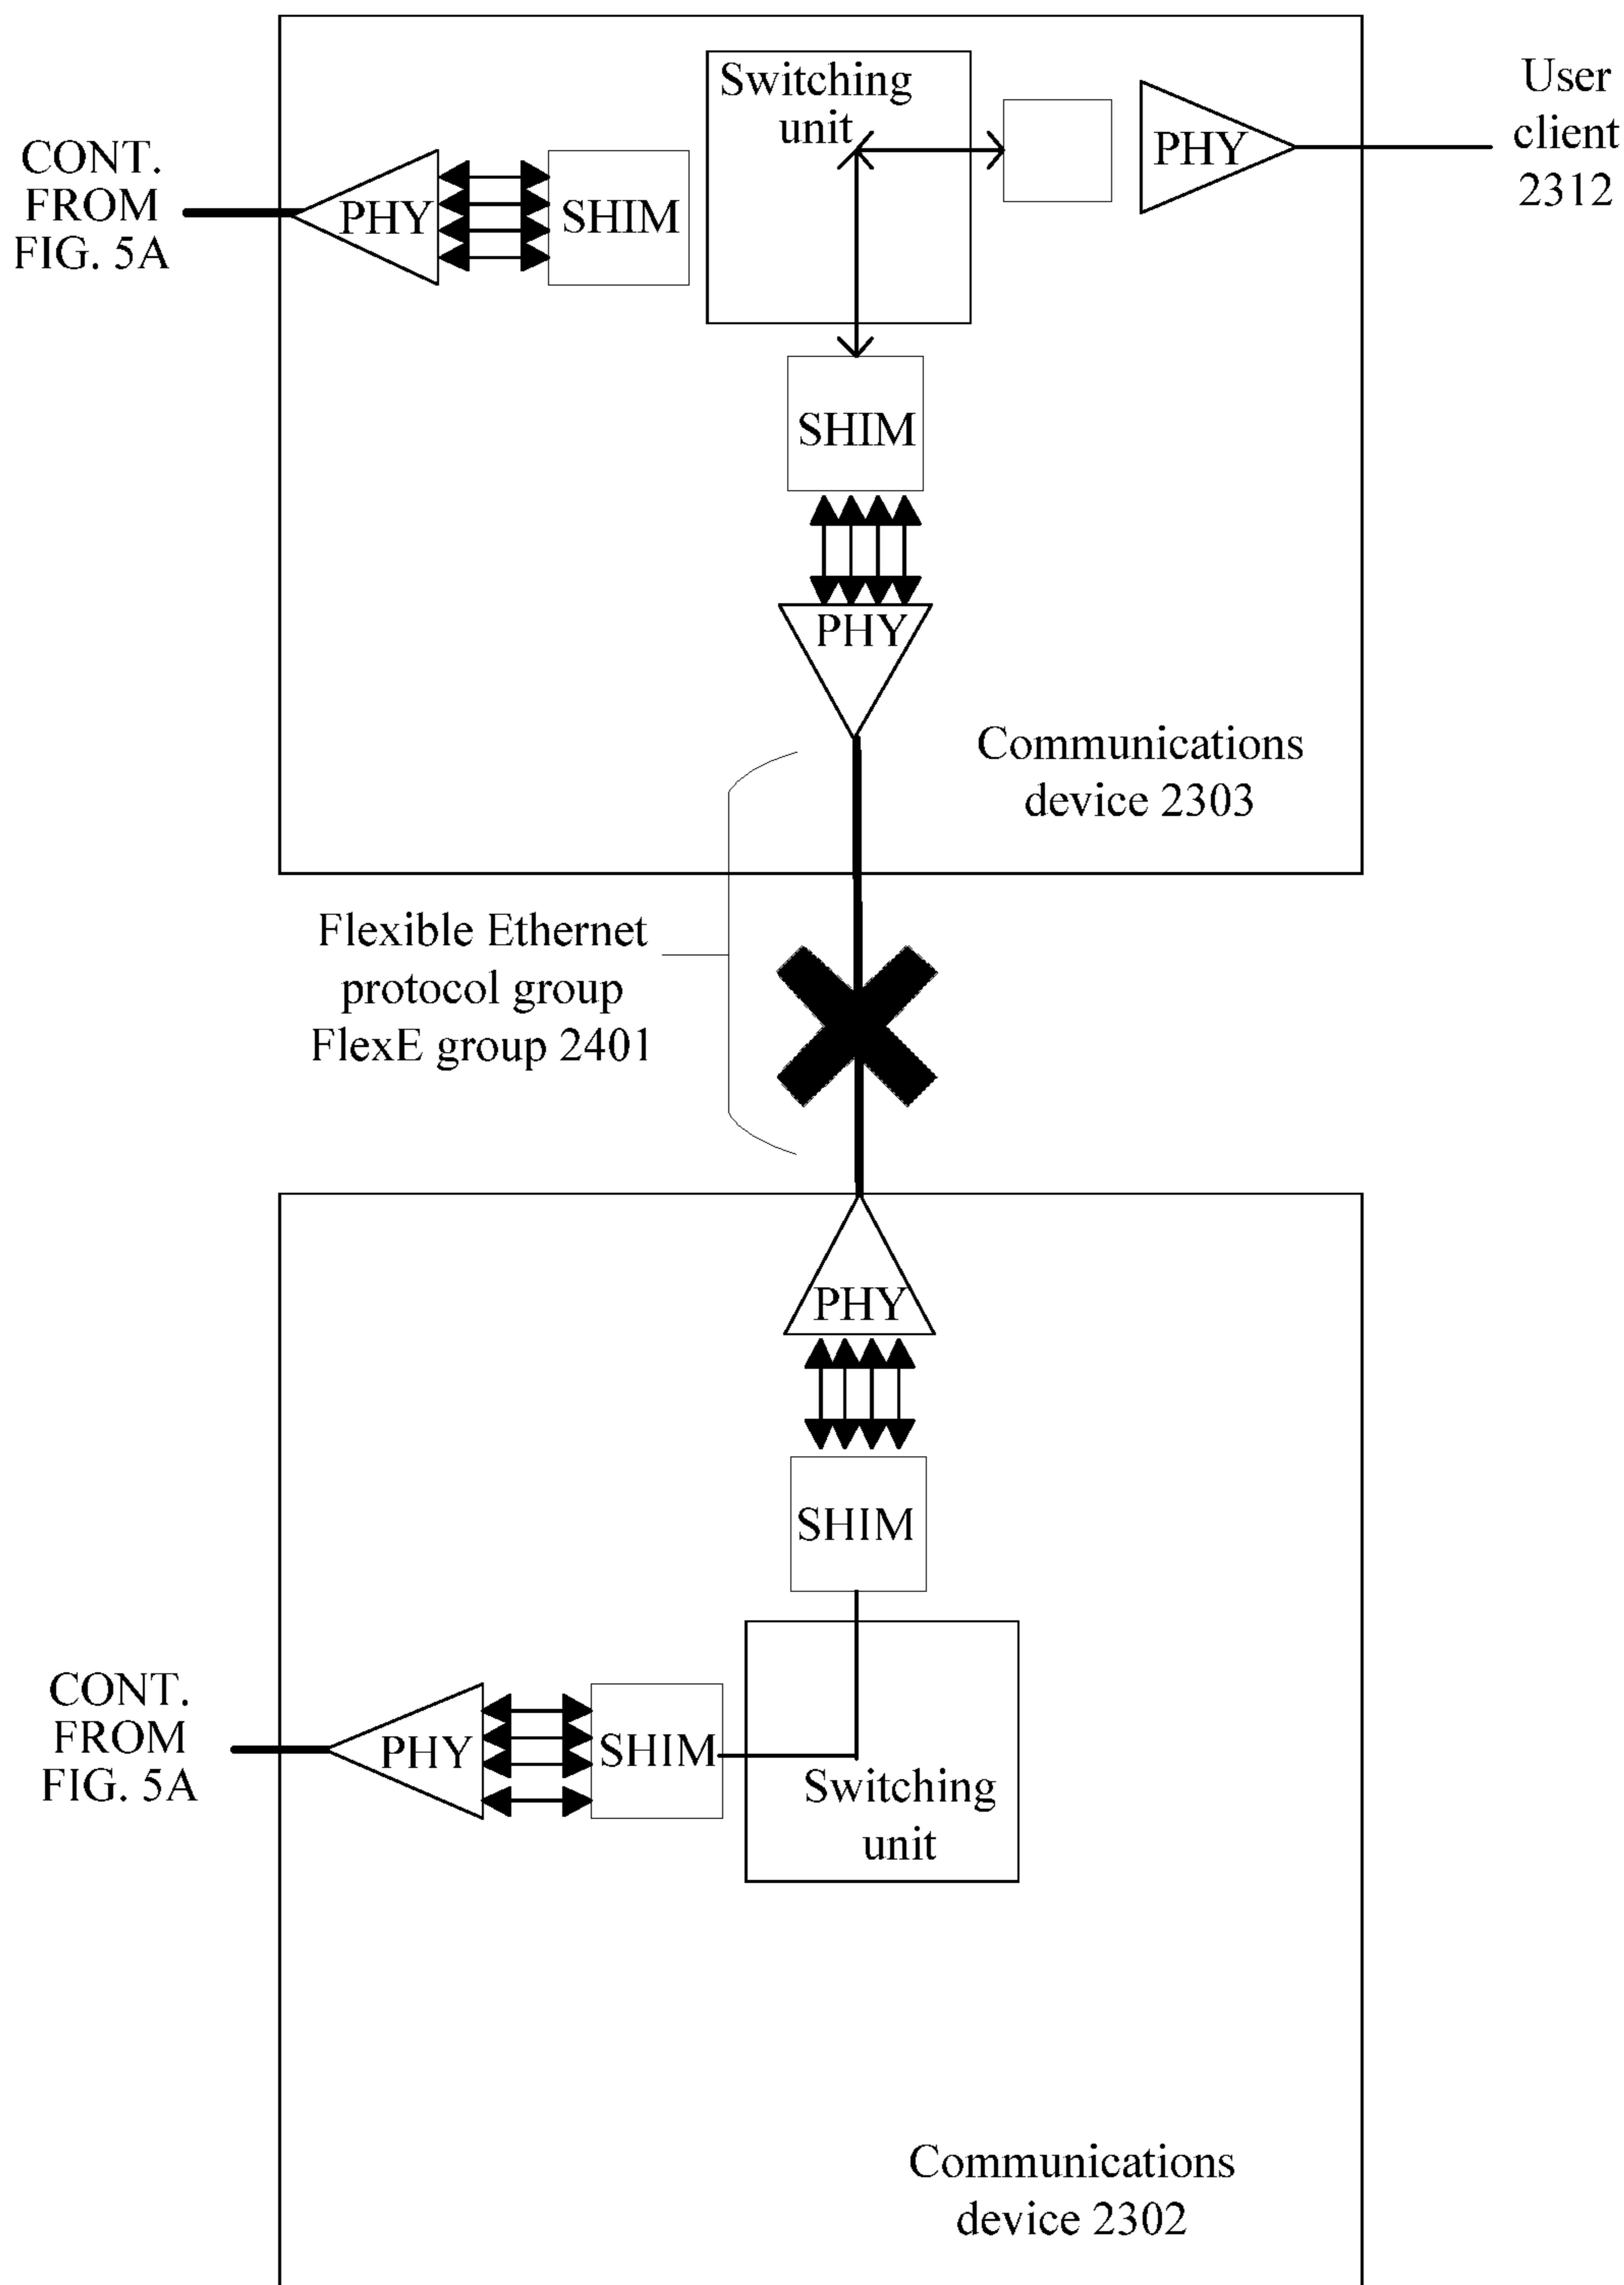 User
client
2312
Switching
unit
PHY
CONT.
FROM
FIG. 5A
PHY
SHIM
SHIM
PHY
Communications
device 2303
Flexible Ethernet
protocol group
FlexE group 2401
PHY
SHIM
CONT.
FROM
FIG. 5A
PHY
SHIM
Switching
unit
Communications
device 2302